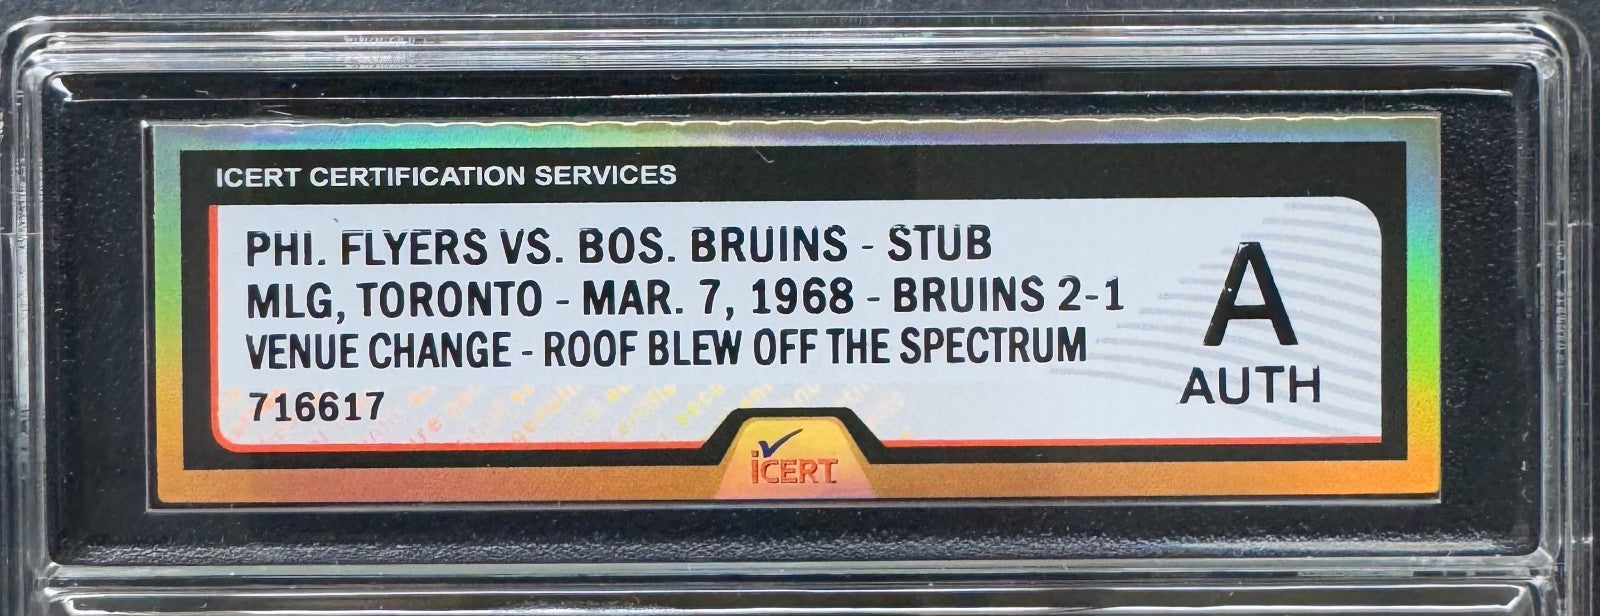 ICERT CERTIFICATION SERVICES
PHI. FLYERS VS. BOS. BRUINS - STUB
MLG, TORONTO - MAR. 7, 1968 - BRUINS 2-1
VENUE CHANGE - ROOF BLEW OFF THE SPECTRUM
716617
A
AUTH
iCERT